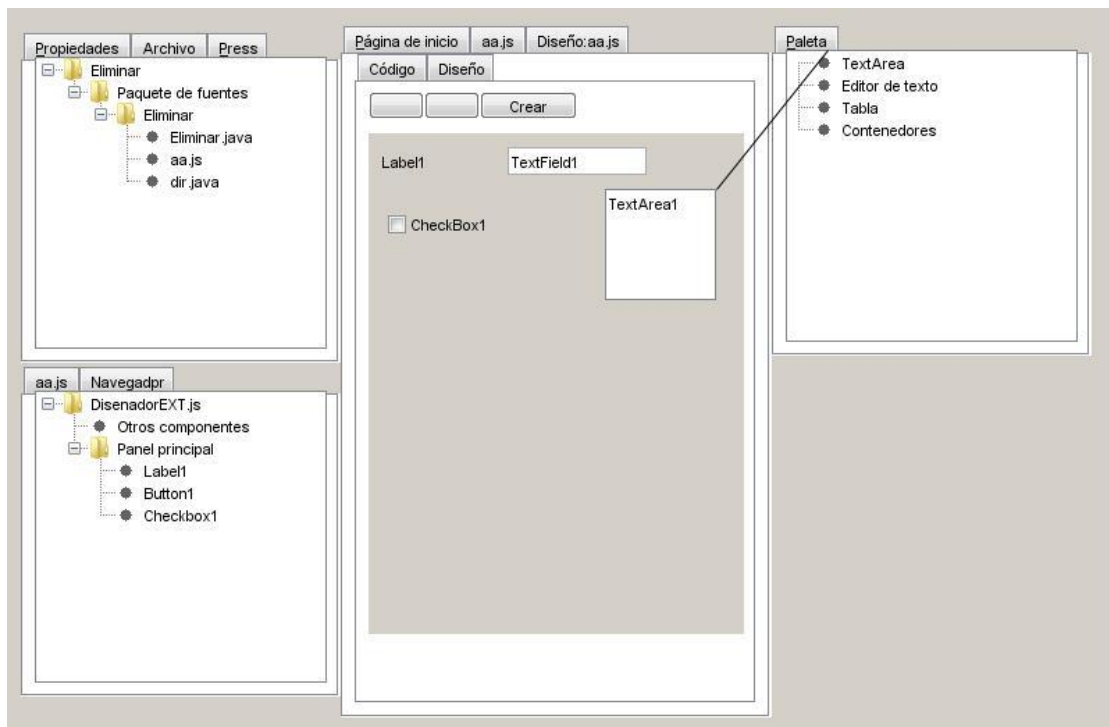 Propiedades Archivo Press
Eliminar
Paquete de fuentes
Eliminar
Eliminar.java
aa.js
dir.java
aa.js Navegadpr
DisenadorEXT.js
Otros componentes
Panel principal
Label1
Button1
Checkbox1
Página de inicio aa.js Diseño:aa.js
Código Diseño
Crear
Label1 TextField1
TextArea1
CheckBox1
Paleta
TextArea
Editor de texto
Tabla
Contenedores